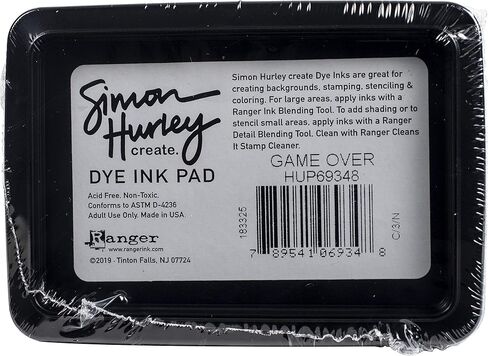 Simon
Hurley
create.
DYE INK PAD
Acid Free. Non-Toxic.
Conforms to ASTM D-4236
Adult Use Only. Made in USA.
Ranger
www.rangerink.com
©2019 · Tinton Falls, NJ 07724
Simon Hurley create Dye Inks are great for
creating backgrounds, stamping, stenciling &
coloring. For large areas, apply inks with a
Ranger Ink Blending Tool. To add shading or to
stencil small areas, apply inks with a Ranger
Detail Blending Tool. Clean with Ranger Cleans
It Stamp Cleaner.
GAME OVER
HUP69348
183325
7 89541 06934 8
C/3/N